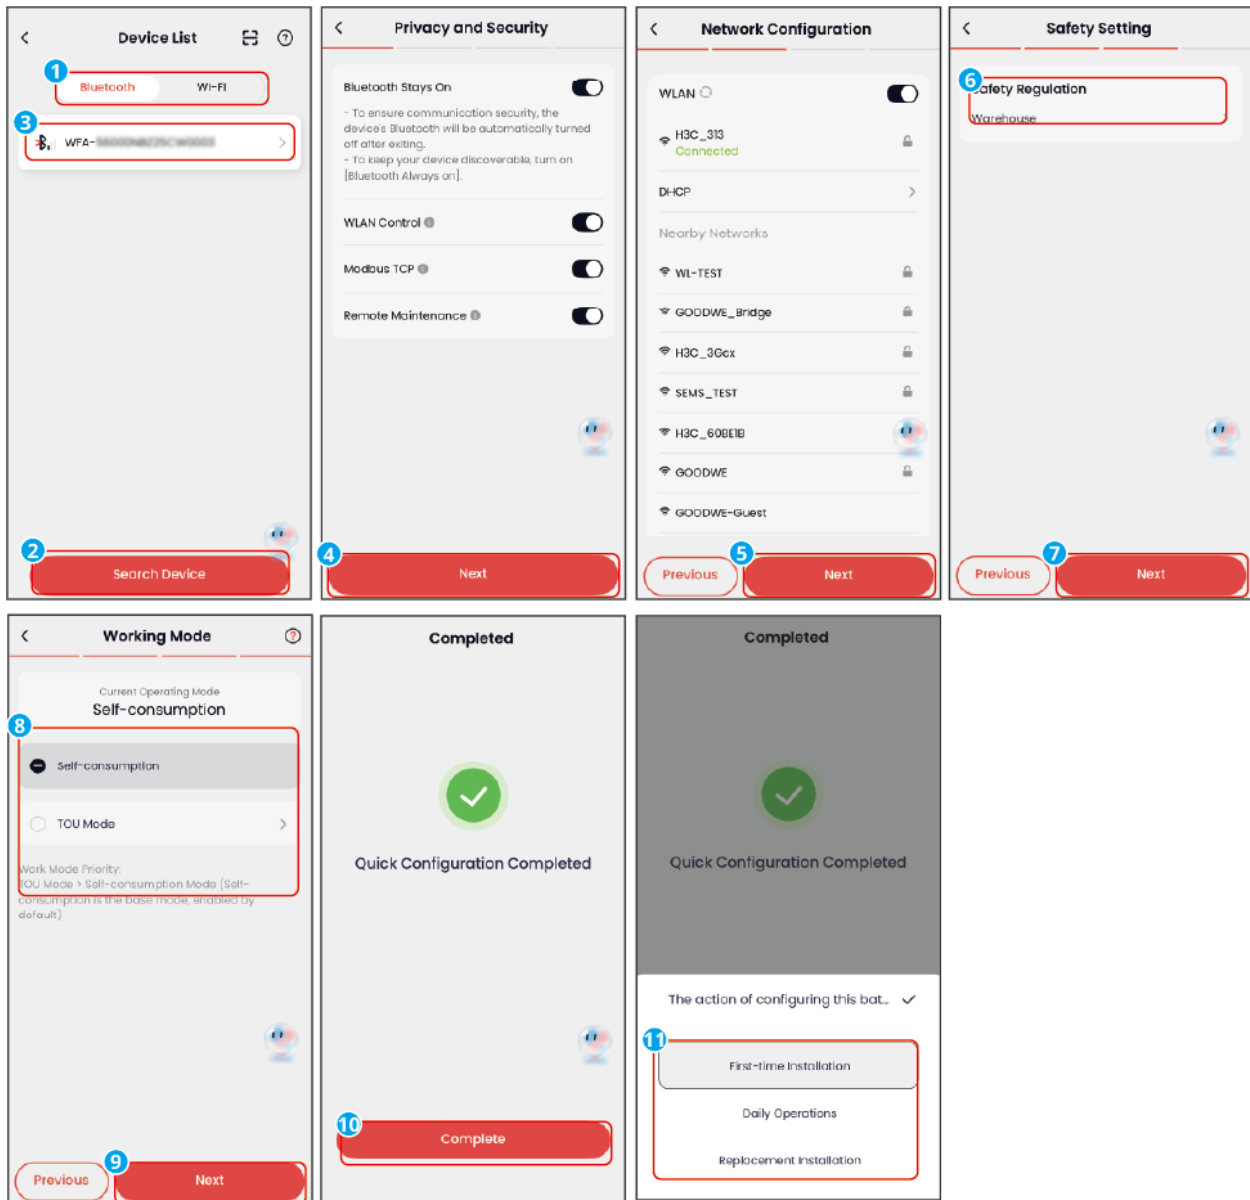 Device List
1
Bluetooth
WI-FI
3
WFA-
2
Search Device
Privacy and Security
Bluetooth Stays On
- To ensure communication security, the
device's Bluetooth will be automatically turned
off after exiting.
- To keep your device discoverable, turn on
[Bluetooth Always on].
WLAN Control
Modbus TCP
Remote Maintenance
4
Next
Network Configuration
WLAN
H3C_313
Connected
DHCP
Nearby Networks
WL-TEST
GOODWE_Bridge
H3C_3Gcx
SEMS_TEST
H3C_60BE1B
GOODWE
GOODWE-Guest
5
Previous
Next
Safety Setting
6
Safety Regulation
Warehouse
7
Previous
Next
Working Mode
Current Operating Mode
Self-consumption
8
Self-consumption
TOU Mode
Work Mode Priority:
TOU Mode > Self-consumption Mode (Self-
consumption is the base mode, enabled by
default)
9
Previous
Next
Completed
Quick Configuration Completed
10
Complete
Completed
Quick Configuration Completed
The action of configuring this bat...
11
First-time Installation
Daily Operations
Replacement Installation